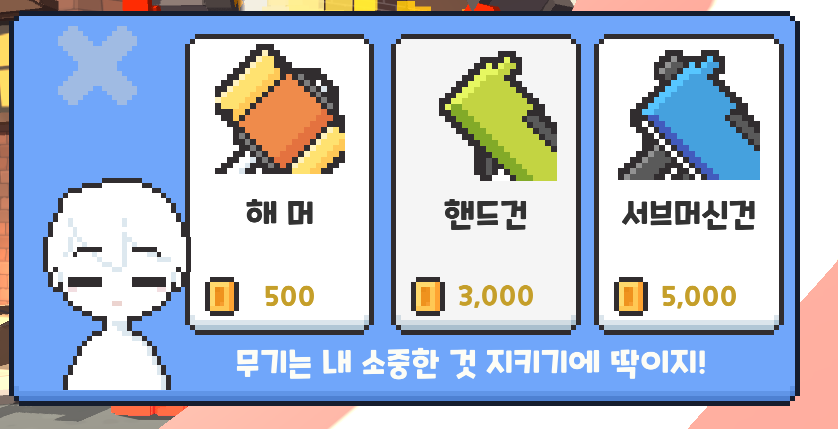 해 머
핸드건
서브머신건
500
3,000
5,000
무기는 내 소중한 것 지키기에 딱이지!